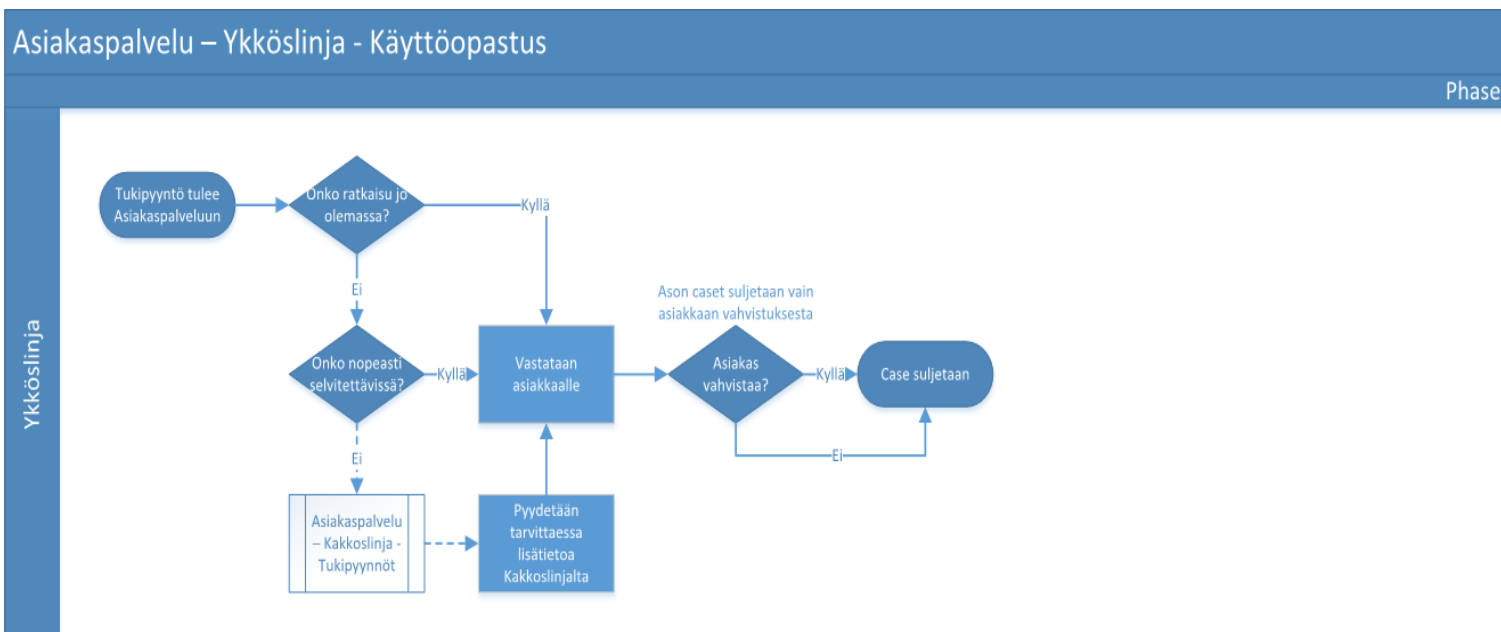 Asiakaspalvelu – Ykköslinja - Käyttöopastus
Phase
Ykköslinja
Tukipyyntö tulee
Asiakaspalveluun
Onko ratkaisu jo
olemassa?
Kyllä
Ei
Onko nopeasti
selvitettävissä?
Kyllä
Vastataan
asiakkaalle
Ason caset suljetaan vain
asiakkaan vahvistuksesta
Asiakas
vahvistaa?
Kyllä
Case suljetaan
Ei
Ei
Asiakaspalvelu
– Kakkoslinja -
Tukipyynnöt
Pyydetään
tarvittaessa
lisätietoa
Kakkoslinjalta